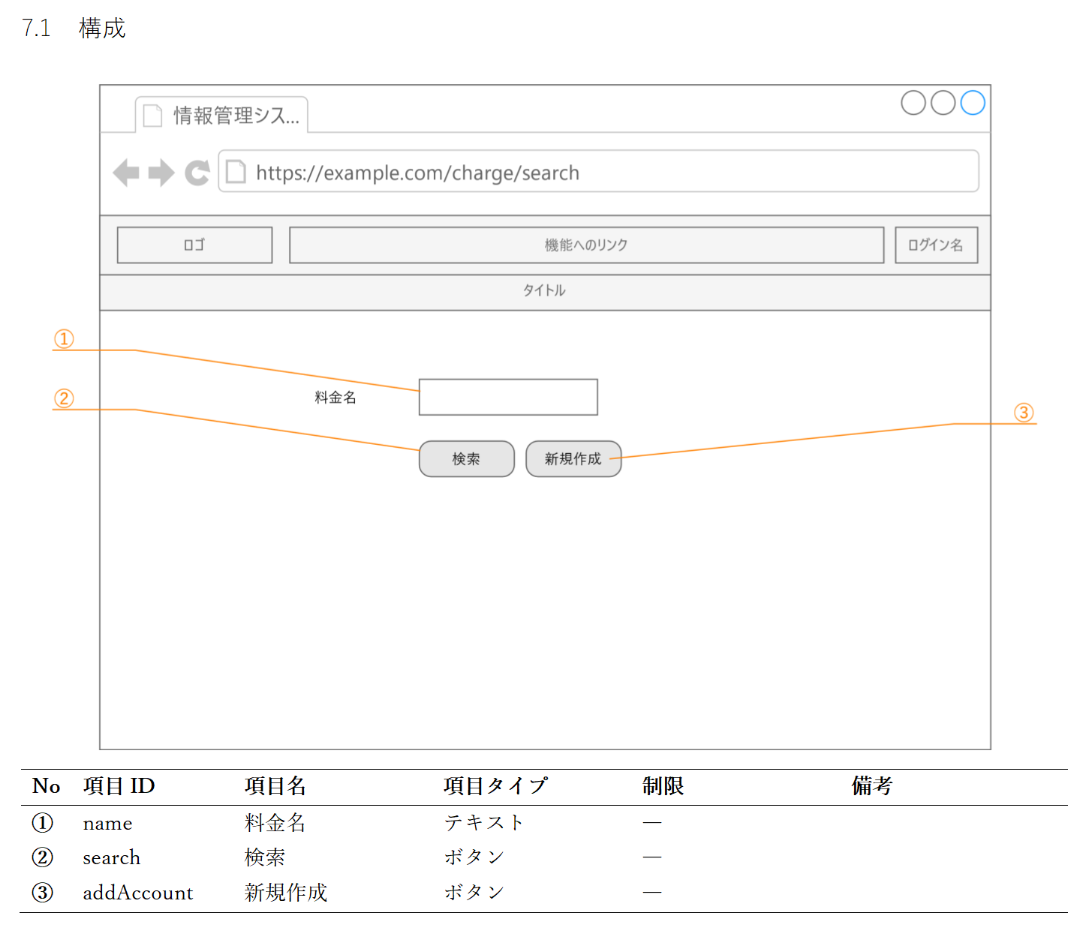 7.1 構成
情報管理シス...
https://example.com/charge/search
ロゴ 機能へのリンク ログイン名
タイトル
①
料金名
②
③
検索 新規作成
No 項目 ID 項目名 項目タイプ 制限 備考
① name 料金名 テキスト —
② search 検索 ボタン —
③ addAccount 新規作成 ボタン —